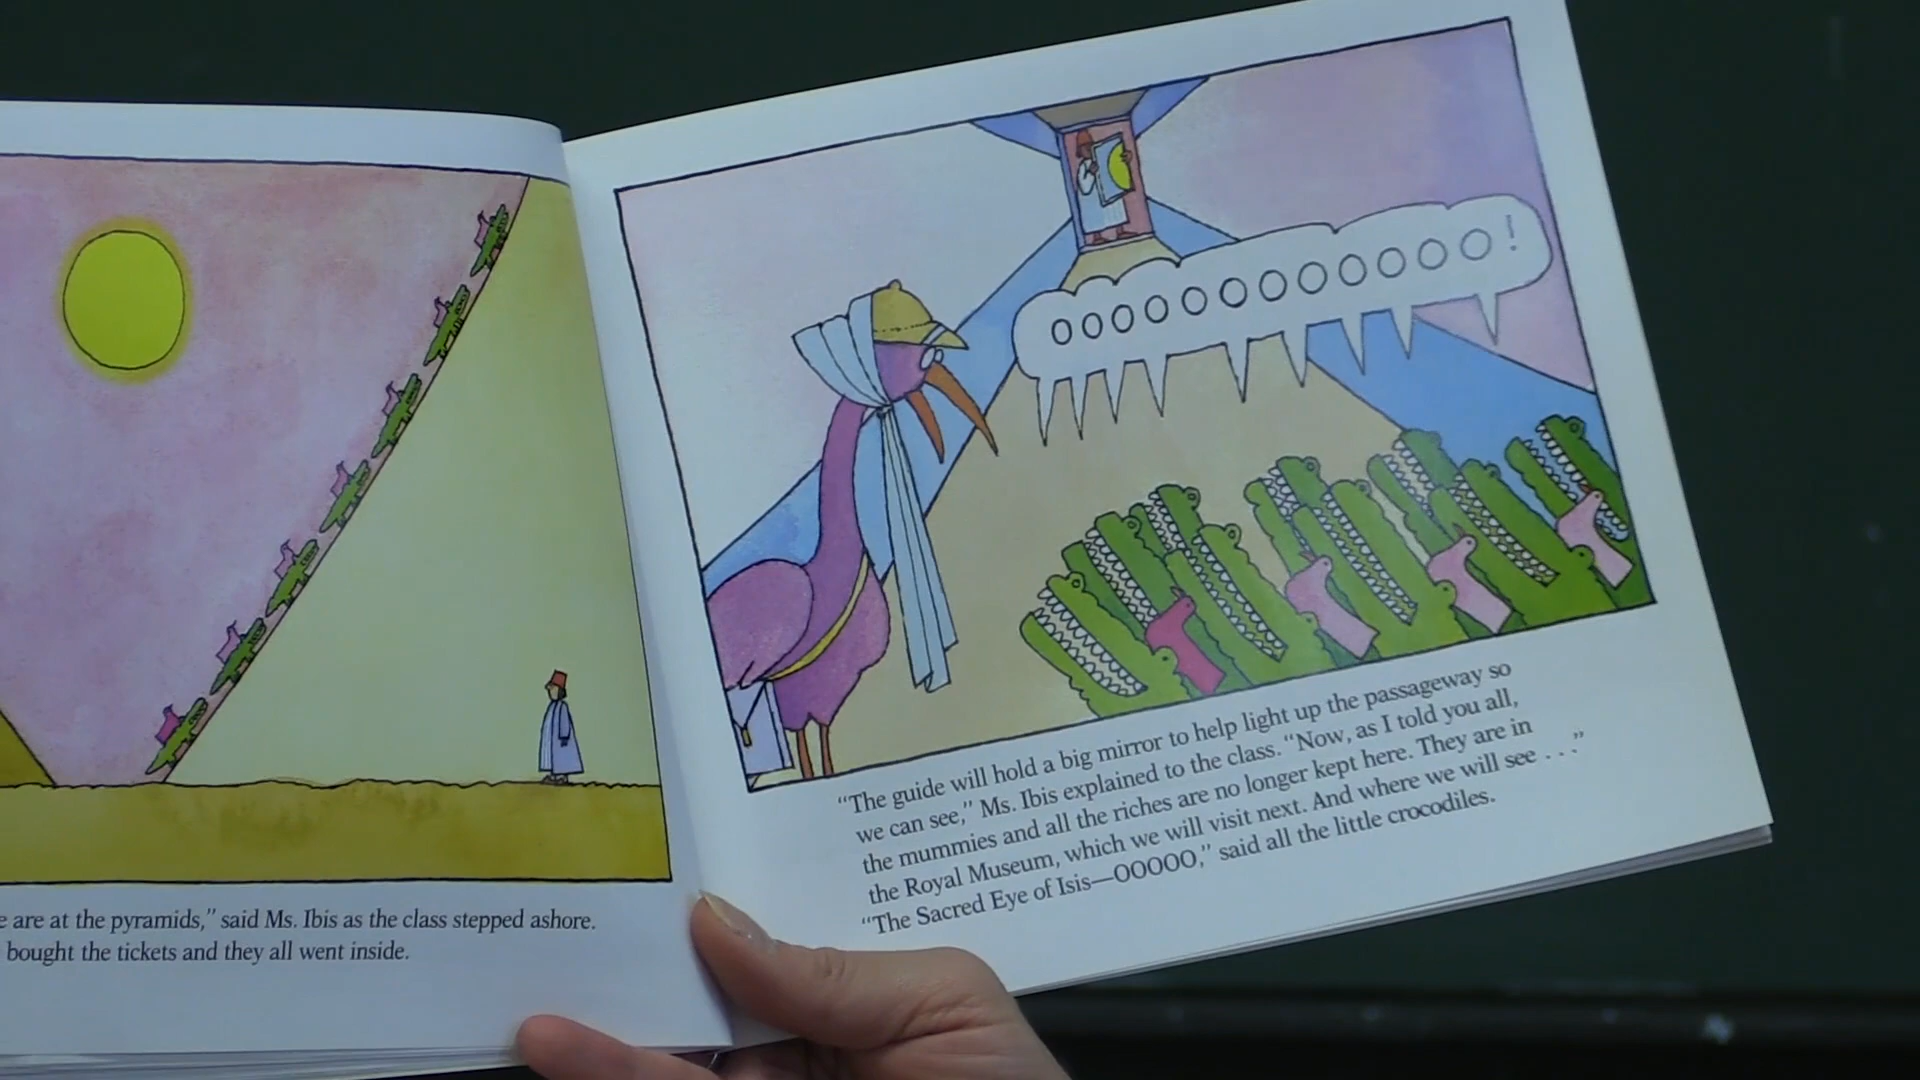 are at the pyramids,” said Ms. Ibis as the class stepped ashore.
bought the tickets and they all went inside.
OOOOOOOOOOOO!
“The guide will hold a big mirror to help light up the passageway so
we can see,” Ms. Ibis explained to the class. “Now, as I told you all,
the mummies and all the riches are no longer kept here. They are in
the Royal Museum, which we will visit next. And where we will see . . .”
“The Sacred Eye of Isis—OOOOO,” said all the little crocodiles.